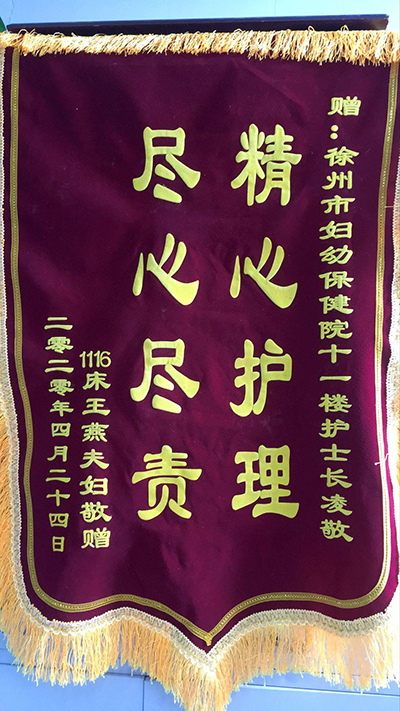 赠：徐州市妇幼保健院十一楼护士长凌敬
精心护理
尽心尽责
1116床王燕夫妇敬赠
二零二零年四月二十四日